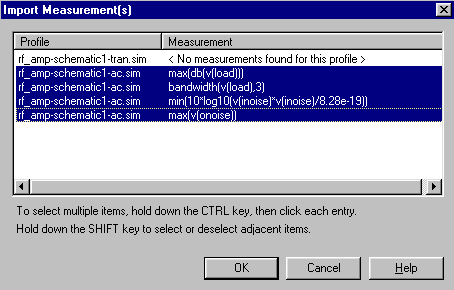 Import Measurement(s)
Profile Measurement
rf_amp-schematic1-tran.sim < No measurements found for this profile >
rf_amp-schematic1-ac.sim max(db(v(load)))
rf_amp-schematic1-ac.sim bandwidth(v(load),3)
rf_amp-schematic1-ac.sim min(10*log10(v(inoise)*v(inoise)/8.28e-19))
rf_amp-schematic1-ac.sim max(v(onoise))
To select multiple items, hold down the CTRL key, then click each entry.
Hold down the SHIFT key to select or deselect adjacent items.
OK Cancel Help